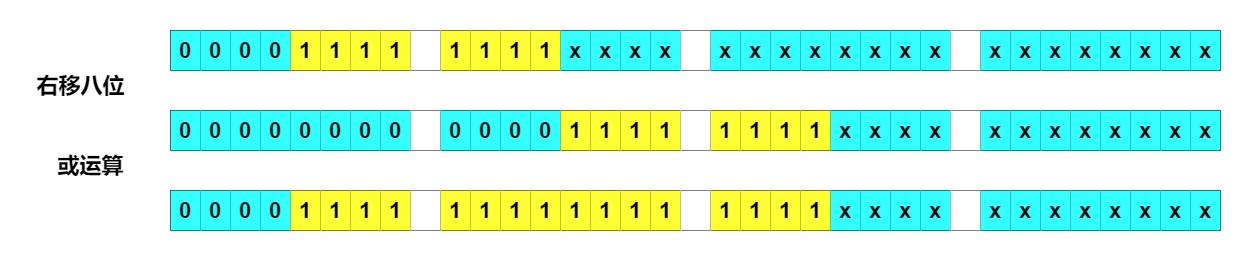 0 0 0 0 1 1 1 1 1 1 1 1 x x x x x x x x x x x x x x x x x x x x
右移八位
0 0 0 0 0 0 0 0 0 0 0 0 1 1 1 1 1 1 1 1 x x x x x x x x x x x x
或运算
0 0 0 0 1 1 1 1 1 1 1 1 1 1 1 1 1 1 1 1 x x x x x x x x x x x x